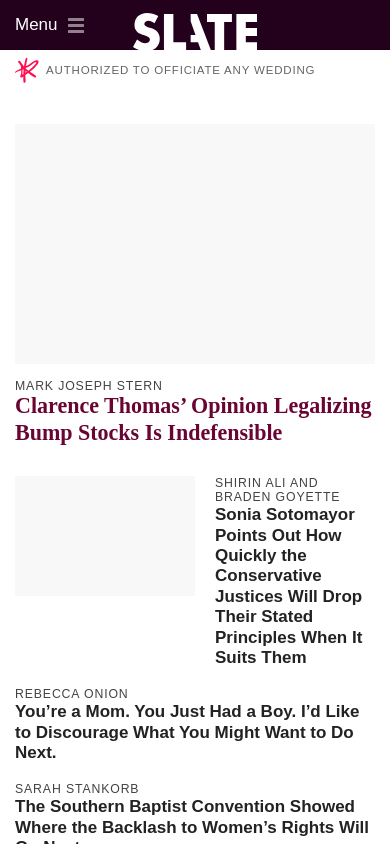 Menu
SLATE
AUTHORIZED TO OFFICIATE ANY WEDDING
MARK JOSEPH STERN
Clarence Thomas’ Opinion Legalizing
Bump Stocks Is Indefensible
SHIRIN ALI AND
BRADEN GOYETTE
Sonia Sotomayor
Points Out How
Quickly the
Conservative
Justices Will Drop
Their Stated
Principles When It
Suits Them
REBECCA ONION
You’re a Mom. You Just Had a Boy. I’d Like
to Discourage What You Might Want to Do
Next.
SARAH STANKORB
The Southern Baptist Convention Showed
Where the Backlash to Women’s Rights Will